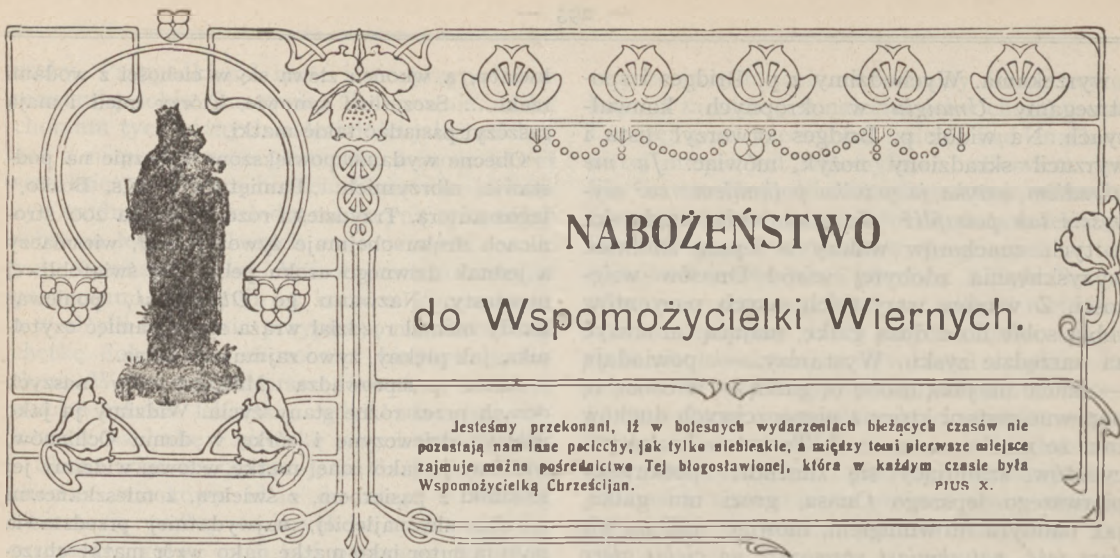 NABOŻEŃSTWO
do Wspomożycielki Wiernych.
Jesteśmy przekonani, iż w bolesnych wydarzeniach bieżących czasów nie
pozostają nam inne paciechy, jak tylko niebieskie, a między temi pierwsze miejsce
zajmuje możne pośrednictwo Tej błogosławionej, która w każdym czasie była
Wspomożycielką Chrześcijan.
PIUS X.